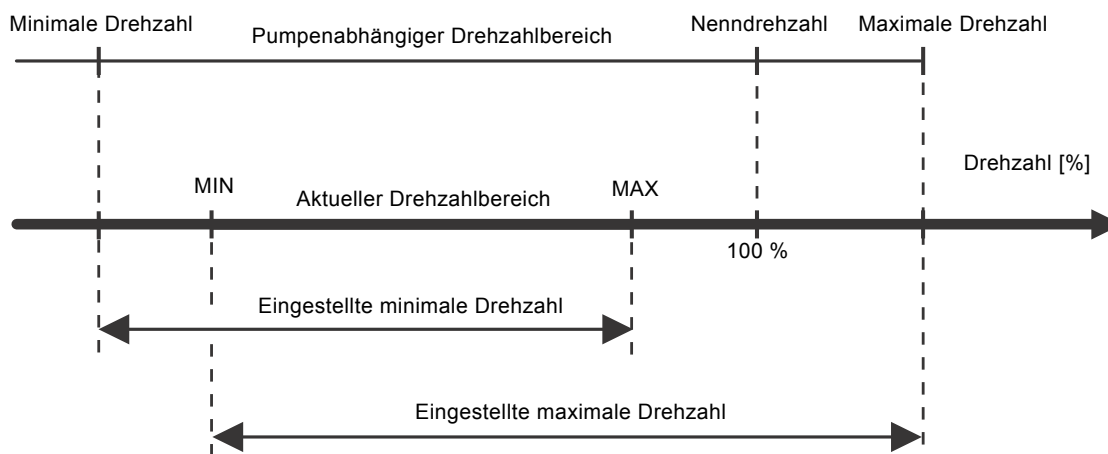 Minimale Drehzahl
Pumpenabhängiger Drehzahlbereich
Nenndrehzahl
Maximale Drehzahl
Drehzahl [%]
MIN
Aktueller Drehzahlbereich
MAX
100 %
Eingestellte minimale Drehzahl
Eingestellte maximale Drehzahl